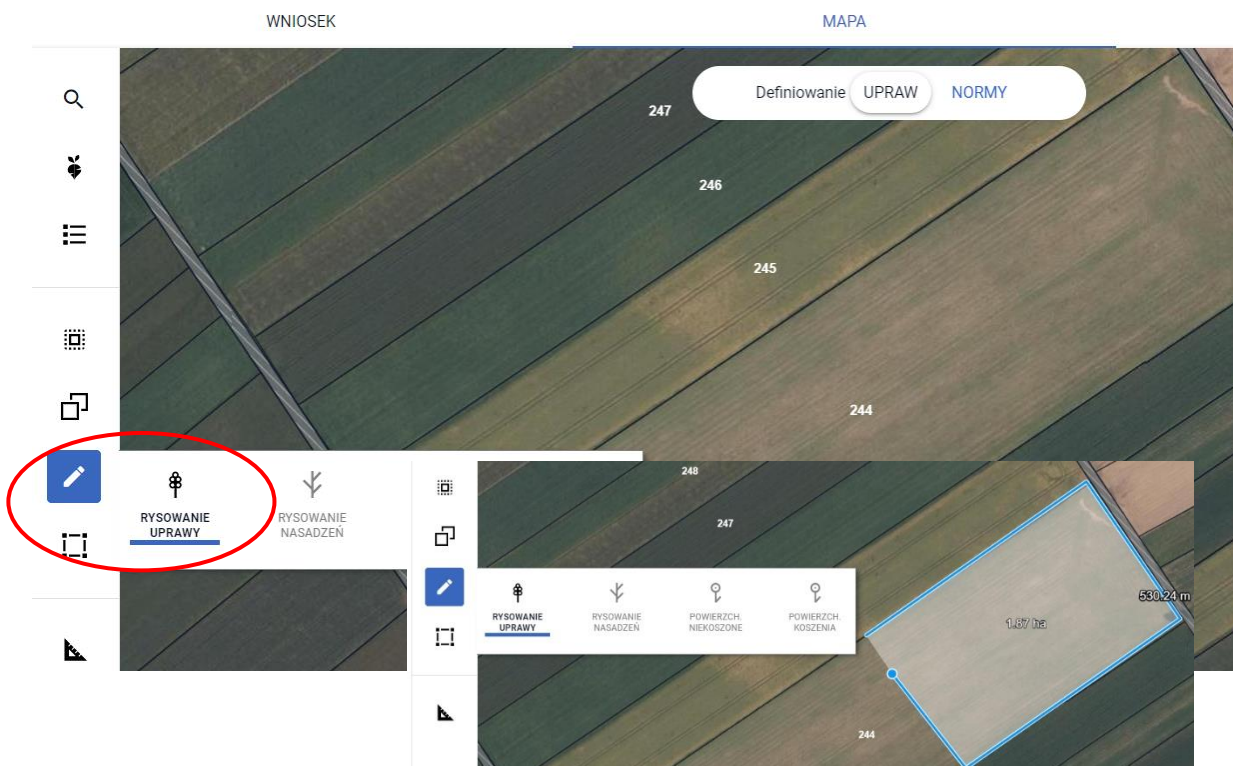 WNIOSEK
MAPA
Definiowanie UPRAW NORMY
247
246
245
244
RYSOWANIE
UPRAWY
RYSOWANIE
NASADZEŃ
248
247
530.24 m
1.87 ha
RYSOWANIE
UPRAWY
RYSOWANIE
NASADZEŃ
POWIERZCH.
NIEKOSZONE
POWIERZCH.
KOSZENIA
244